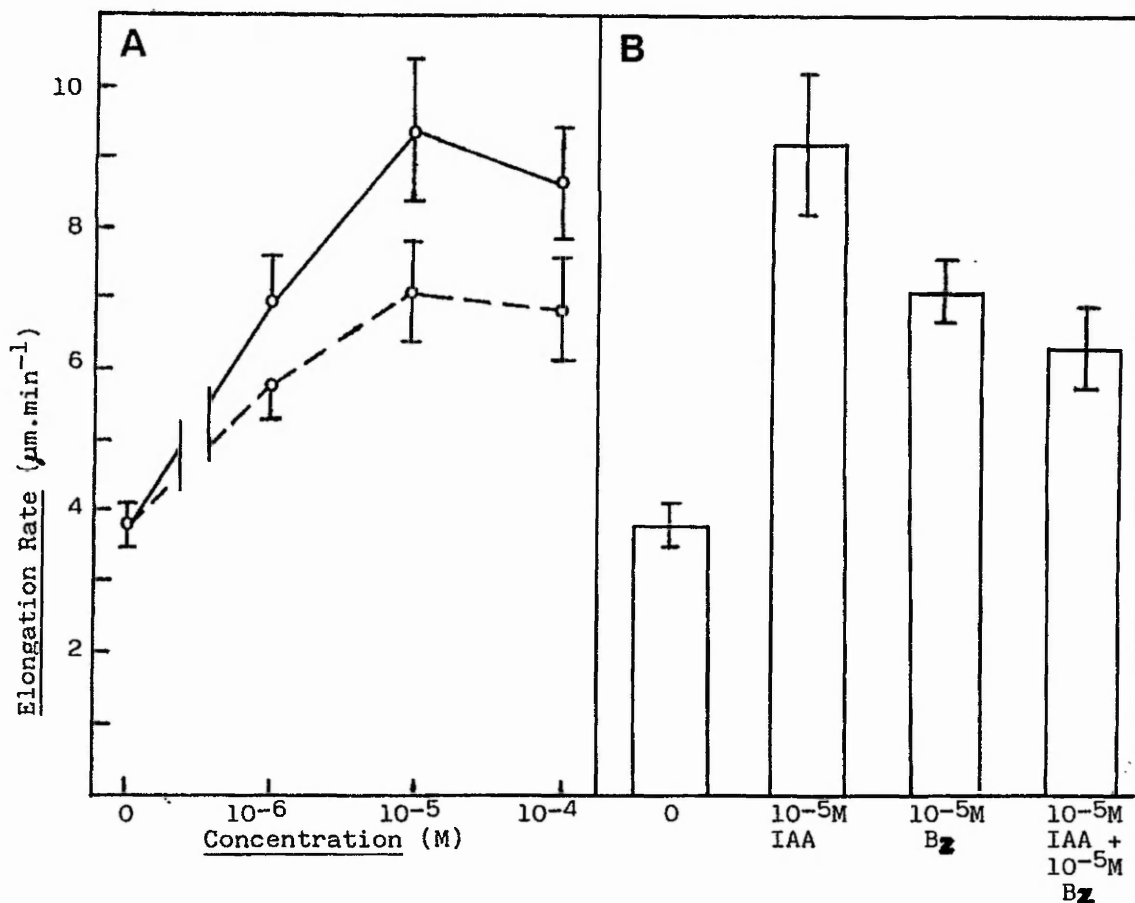 A
B
10
8
6
4
2
Elongation Rate (µm.min⁻¹)
0
10⁻⁶
10⁻⁵
10⁻⁴
Concentration (M)
0
10⁻⁵M
IAA
10⁻⁵M
Bz
10⁻⁵M
IAA +
10⁻⁵M
Bz